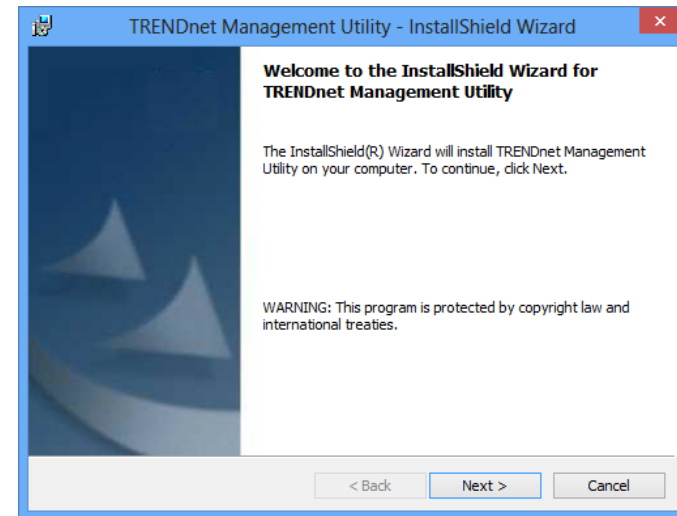 TRENDnet Management Utility - InstallShield Wizard
Welcome to the InstallShield Wizard for
TRENDnet Management Utility
The InstallShield(R) Wizard will install TRENDnet Management
Utility on your computer. To continue, click Next.
WARNING: This program is protected by copyright law and
international treaties.
< Back Next > Cancel